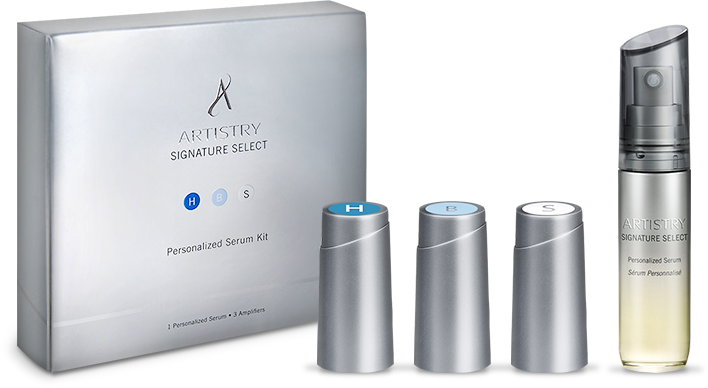 ARTISTRY
SIGNATURE SELECT
H B S
Personalized Serum Kit
1 Personalized Serum • 3 Amplifiers
H
B
S
ARTISTRY
SIGNATURE SELECT
Personalized Serum
Sérum Personnalisé